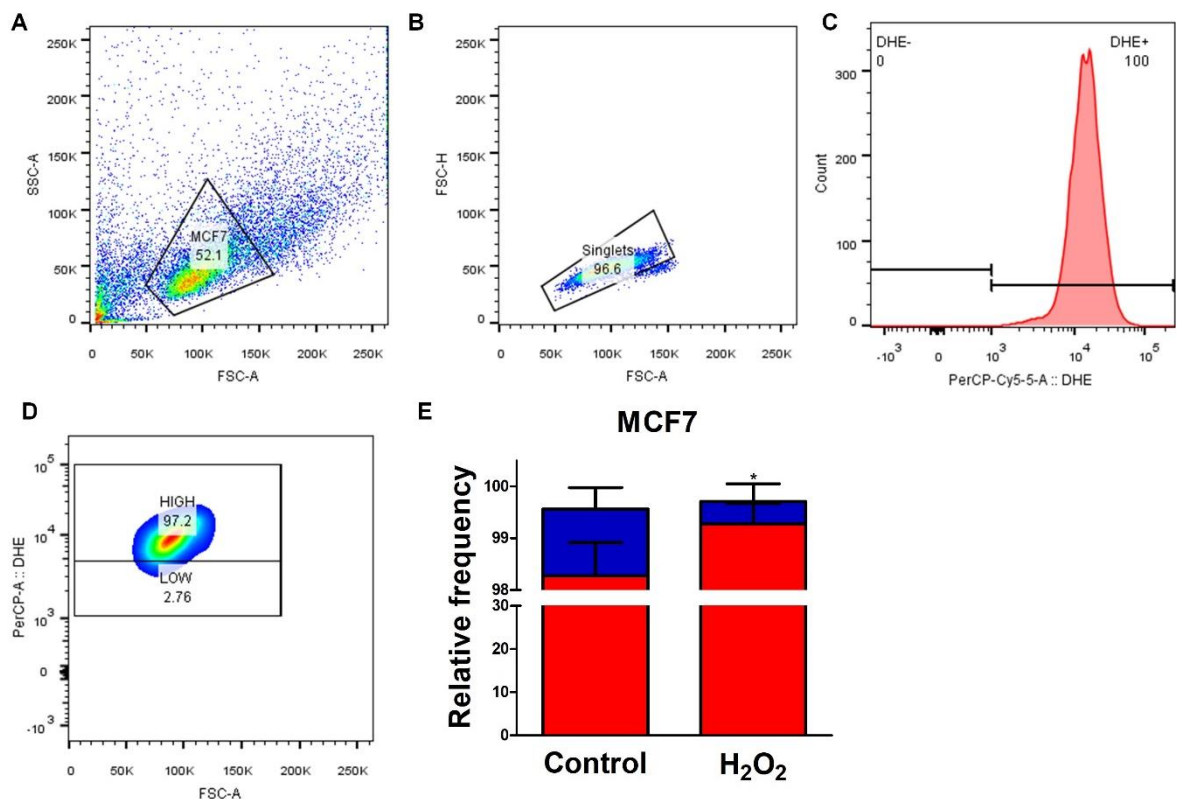 A
250K
200K
150K
100K
50K
0
SSC-A
MCF7
52.1
0 50K 100K 150K 200K 250K
FSC-A
B
250K
200K
150K
100K
50K
0
FSC-H
Singlets
96.6
0 50K 100K 150K 200K 250K
FSC-A
C
DHE- DHE+
0 100
300
200
100
0
Count
-10³ 0 10³ 10⁴ 10⁵
PerCP-Cy5-5-A :: DHE
D
10⁵
10⁴
10³
0
-10³
PerCP-A :: DHE
HIGH
97.2
LOW
2.76
0 50K 100K 150K 200K 250K
FSC-A
E
MCF7
Relative frequency
100
99
98
30
20
10
0
*
Control H₂O₂